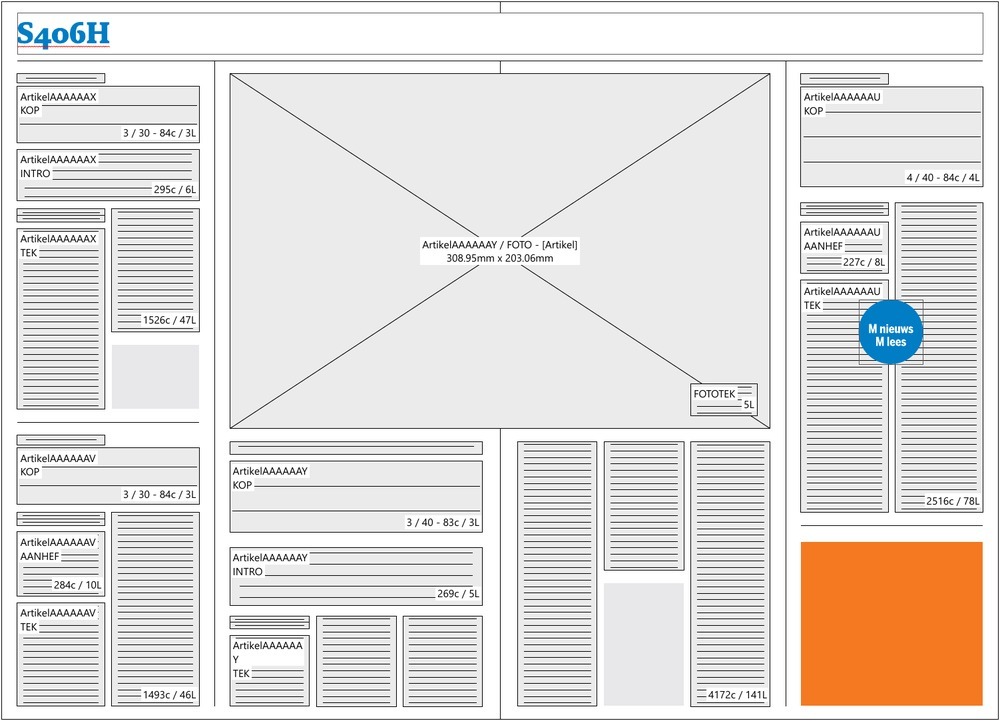 S406H
ArtikelAAAAAAX
KOP
3 / 30 - 84c / 3L
ArtikelAAAAAAX
INTRO
295c / 6L
ArtikelAAAAAAX
TEK
1526c / 47L
ArtikelAAAAAAV
KOP
3 / 30 - 84c / 3L
ArtikelAAAAAAV
AANHEF
284c / 10L
ArtikelAAAAAAV
TEK
1493c / 46L
ArtikelAAAAAAY / FOTO - [Artikel]
308.95mm x 203.06mm
FOTOTEK
5L
ArtikelAAAAAAY
KOP
3 / 40 - 83c / 3L
ArtikelAAAAAAY
INTRO
269c / 5L
ArtikelAAAAAA
Y
TEK
4172c / 141L
ArtikelAAAAAAU
KOP
4 / 40 - 84c / 4L
ArtikelAAAAAAU
AANHEF
227c / 8L
ArtikelAAAAAAU
TEK
M nieuws
M lees
2516c / 78L